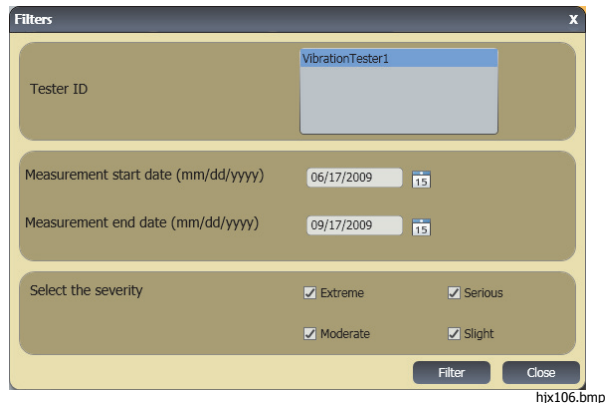 Filters X
Tester ID
VibrationTester1
Measurement start date (mm/dd/yyyy) 06/17/2009 15
Measurement end date (mm/dd/yyyy) 09/17/2009 15
Select the severity Extreme Serious
Moderate Slight
Filter Close
hjx106.bmp